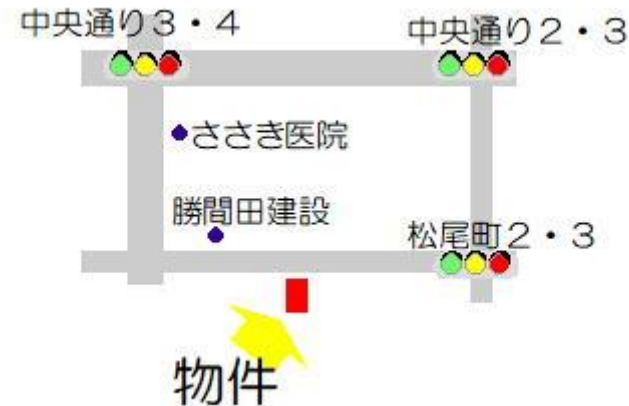 中央通り３・４
中央通り２・３
ささき医院
勝間田建設
松尾町２・３
物件